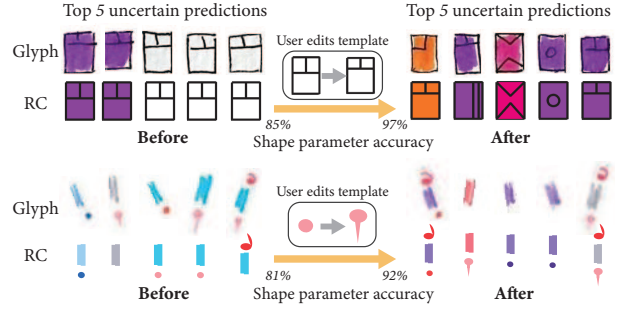 Top 5 uncertain predictions
Top 5 uncertain predictions
Glyph
User edits template
RC
85%
97%
Before
Shape parameter accuracy
After
Glyph
User edits template
RC
81%
92%
Before
Shape parameter accuracy
After